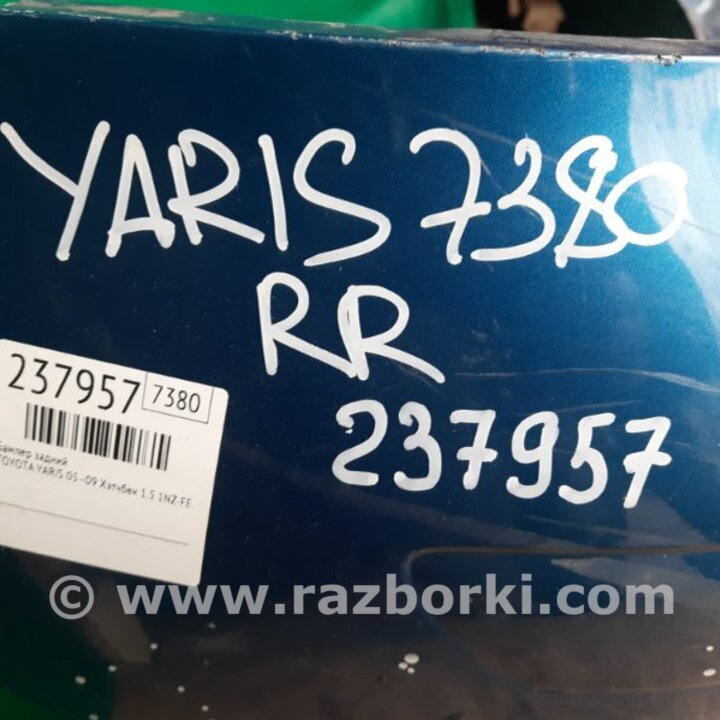 YARIS 7380
RR
237957
237957 7380
Бампер задний
TOYOTA YARIS 05-09 Хэтчбек 1.5 1NZ-FE
© www.razborki.com